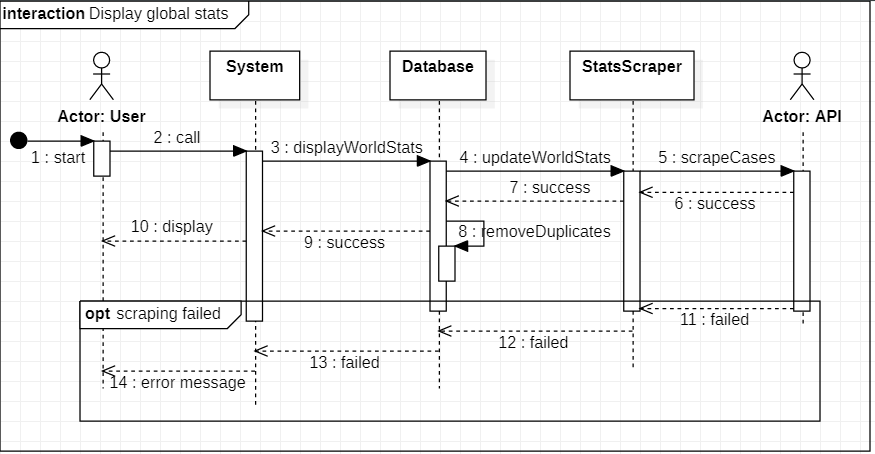 interaction Display global stats
System
Database
StatsScraper
Actor: User
Actor: API
1 : start
2 : call
3 : displayWorldStats
4 : updateWorldStats
5 : scrapeCases
6 : success
7 : success
8 : removeDuplicates
9 : success
10 : display
opt scraping failed
11 : failed
12 : failed
13 : failed
14 : error message